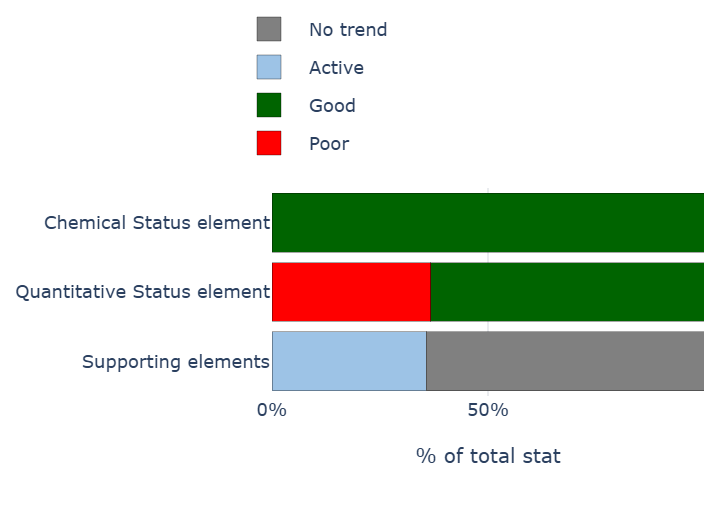 No trend
Active
Good
Poor
Chemical Status element
Quantitative Status element
Supporting elements
0%
50%
% of total stat